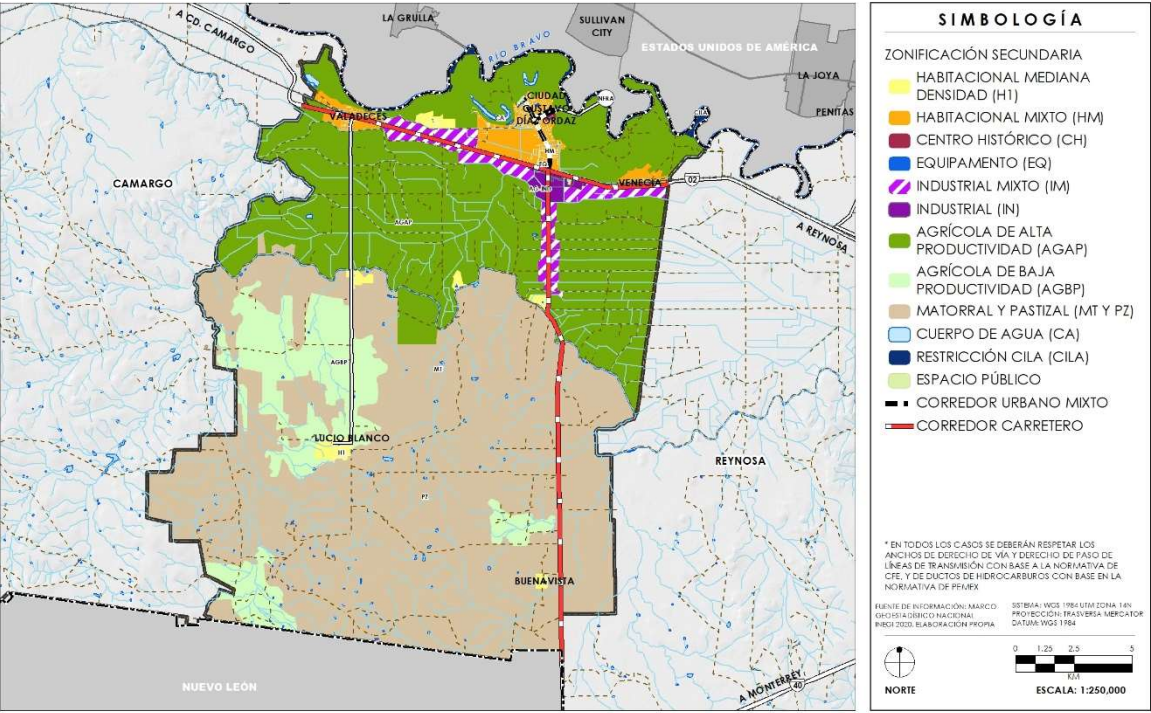 LA GRULLA
SULLIVAN
CITY
A CD. CAMARGO
RIO BRAVO
ESTADOS UNIDOS DE AMÉRICA
LA JOYA
PEÑITAS
CIUDAD
GUSTAVO
DÍAZ ORDAZ
VALADECES
CILA
HM
CAMARGO
VENECIA
02
A REYNOSA
AGAP
AGBP
MT
LUCIO BLANCO
H1
REYNOSA
PZ
BUENAVISTA
NUEVO LEÓN
A MONTERREY
40
SIMBOLOGÍA
ZONIFICACIÓN SECUNDARIA
HABITACIONAL MEDIANA
DENSIDAD (H1)
HABITACIONAL MIXTO (HM)
CENTRO HISTÓRICO (CH)
EQUIPAMENTO (EQ)
INDUSTRIAL MIXTO (IM)
INDUSTRIAL (IN)
AGRÍCOLA DE ALTA
PRODUCTIVIDAD (AGAP)
AGRÍCOLA DE BAJA
PRODUCTIVIDAD (AGBP)
MATORRAL Y PASTIZAL (MT Y PZ)
CUERPO DE AGUA (CA)
RESTRICCIÓN CILA (CILA)
ESPACIO PÚBLICO
CORREDOR URBANO MIXTO
CORREDOR CARRETERO
* EN TODOS LOS CASOS SE DEBERÁN RESPETAR LOS
ANCHOS DE DERECHO DE VÍA Y DERECHO DE PASO DE
LÍNEAS DE TRANSMISIÓN CON BASE A LA NORMATIVA DE
CFE, Y DE DUCTOS DE HIDROCARBUROS CON BASE EN LA
NORMATIVA DE PEMEX
FUENTE DE INFORMACIÓN: MARCO
GEOESTADÍSTICO NACIONAL
INEGI 2020. ELABORACIÓN PROPIA
SISTEMA: WGS 1984 UTM ZONA 14N
PROYECCIÓN: TRASVERSA MERCATOR
DATUM: WGS 1984
NORTE
0 1.25 2.5 5
KM
ESCALA: 1:250,000